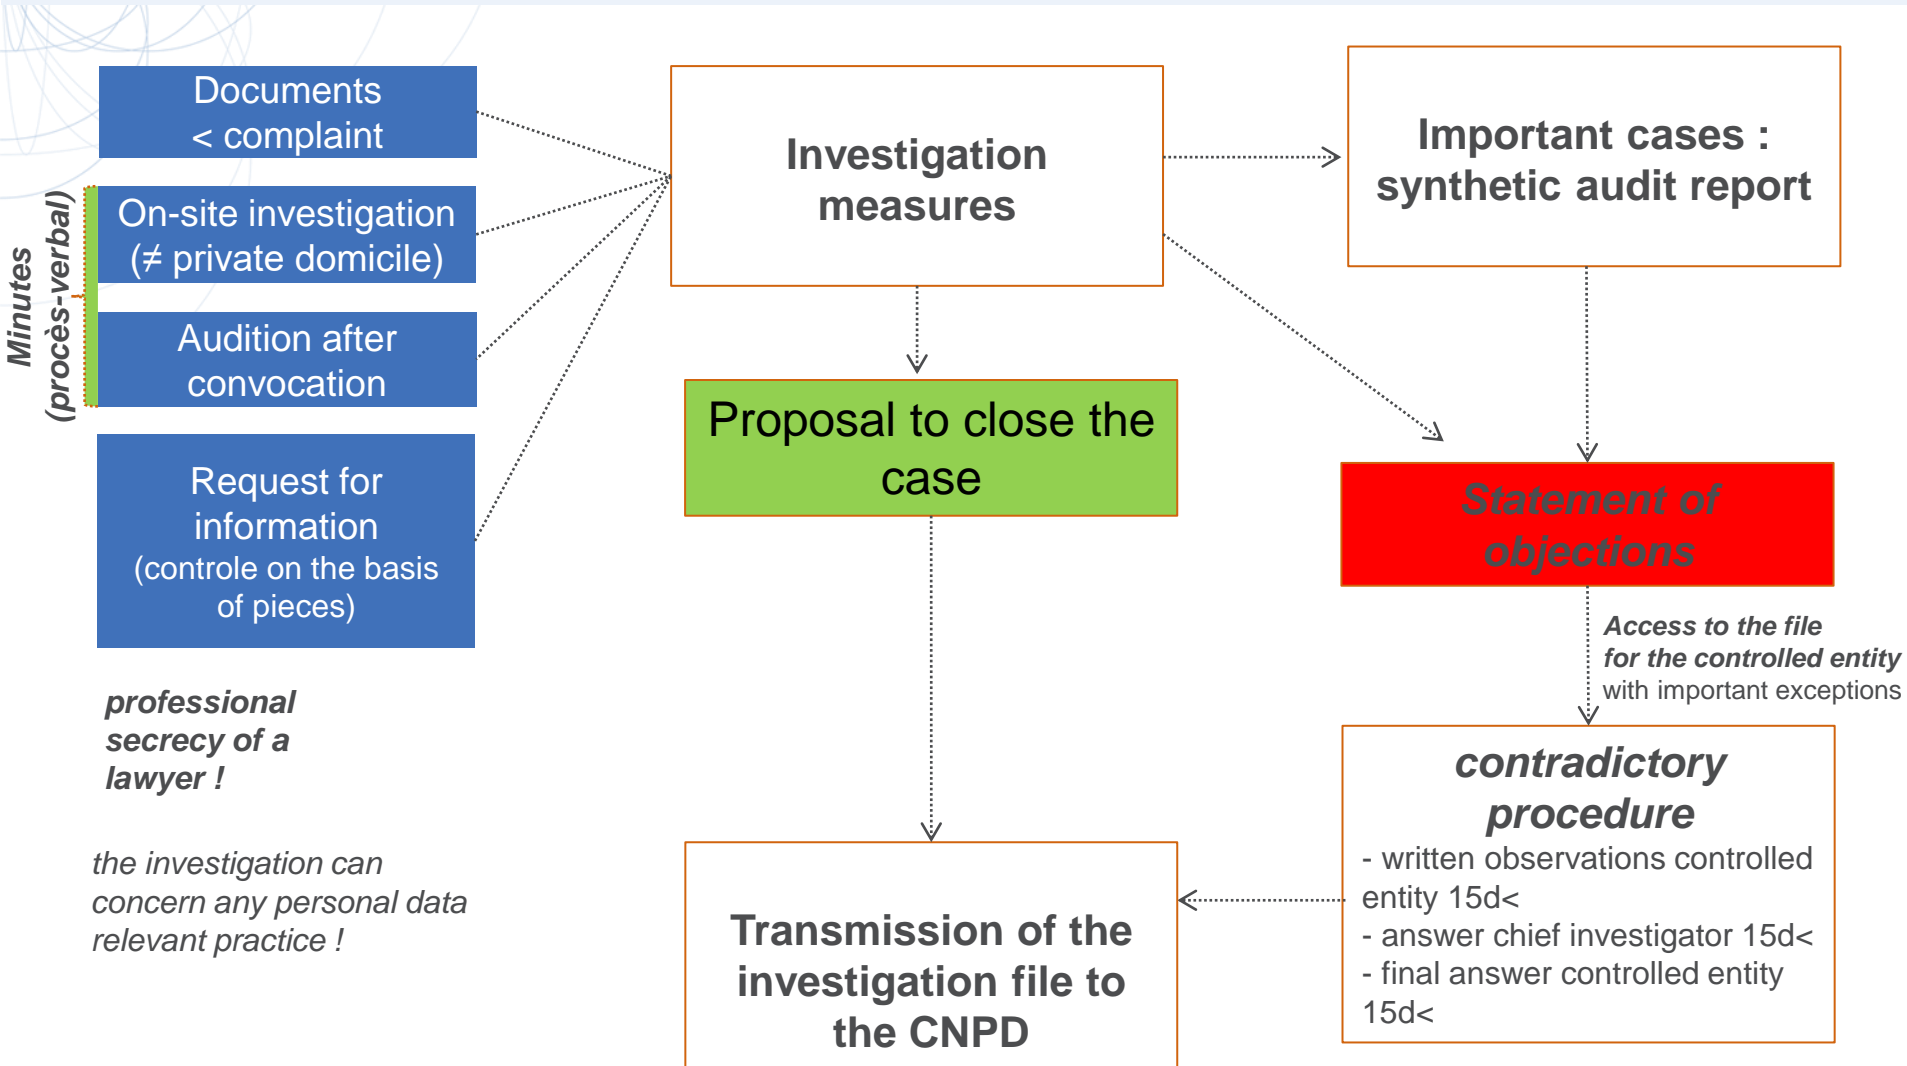 Documents
< complaint
Minutes
(procès-verbal)
On-site investigation
(≠ private domicile)
Audition after
convocation
Request for
information
(controle on the basis
of pieces)
professional
secrecy of a
lawyer !
the investigation can
concern any personal data
relevant practice !
Investigation
measures
Proposal to close the
case
Transmission of the
investigation file to
the CNPD
Important cases :
synthetic audit report
Statement of
objections
Access to the file
for the controlled entity
with important exceptions
contradictory
procedure
- written observations controlled
entity 15d<
- answer chief investigator 15d<
- final answer controlled entity
15d<